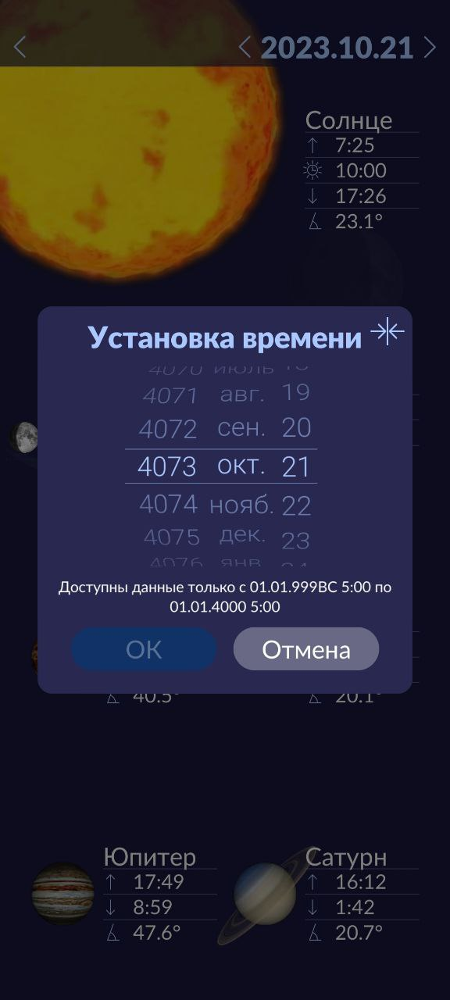 2023.10.21
Солнце
7:25
10:00
17:26
23.1°
Установка времени
4070 июль 18
4071 авг. 19
4072 сен. 20
4073 окт. 21
4074 нояб. 22
4075 дек. 23
4076 янв. 24
Доступны данные только с 01.01.999BC 5:00 по
01.01.4000 5:00
OK Отмена
40.5° 20.1°
Юпитер Сатурн
17:49 16:12
8:59 1:42
47.6° 20.7°